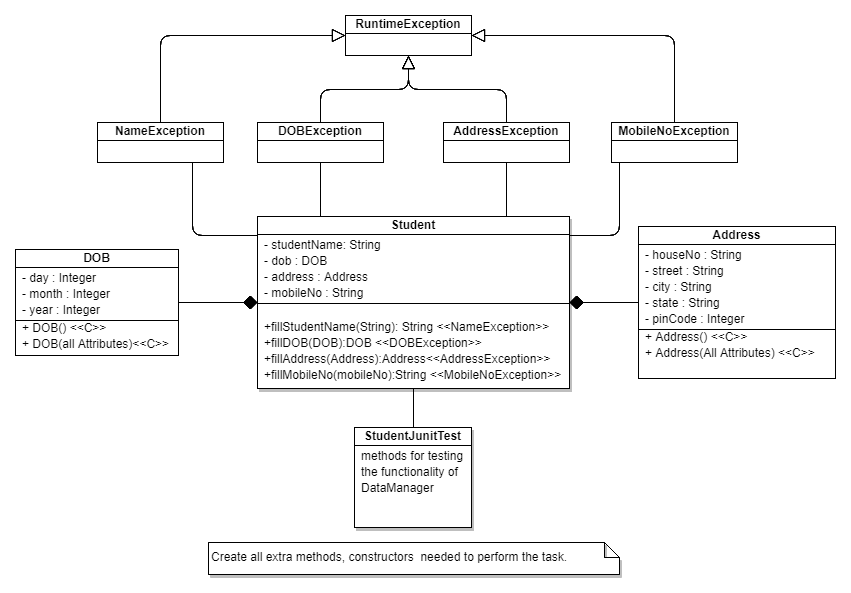 RuntimeException
NameException
DOBException
AddressException
MobileNoException
Student
- studentName: String
- dob : DOB
- address : Address
- mobileNo : String
+fillStudentName(String): String <<NameException>>
+fillDOB(DOB):DOB <<DOBException>>
+fillAddress(Address):Address<<AddressException>>
+fillMobileNo(mobileNo):String <<MobileNoException>>
DOB
- day : Integer
- month : Integer
- year : Integer
+ DOB() <<C>>
+ DOB(all Attributes)<<C>>
Address
- houseNo : String
- street : String
- city : String
- state : String
- pinCode : Integer
+ Address() <<C>>
+ Address(All Attributes) <<C>>
StudentJunitTest
methods for testing
the functionality of
DataManager
Create all extra methods, constructors  needed to perform the task.